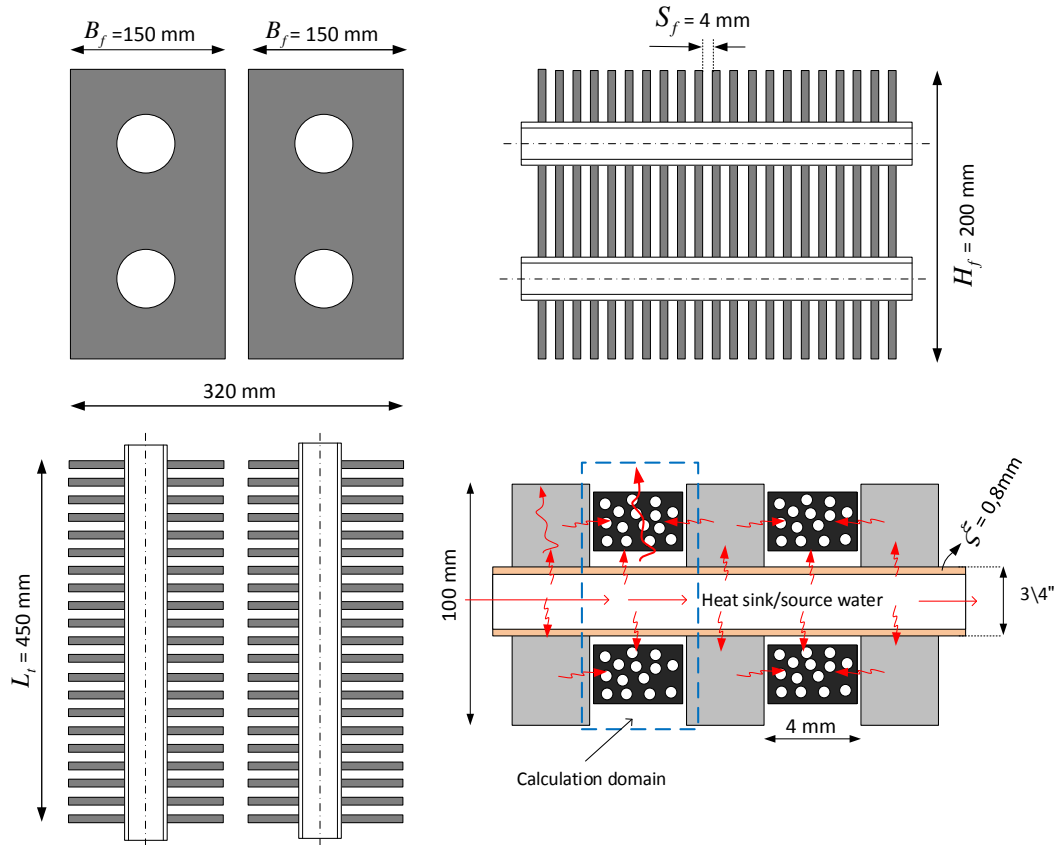 B_f =150 mm
B_f =150 mm
S_f = 4 mm
H_f = 200 mm
320 mm
L_t = 450 mm
100 mm
Heat sink/source water
ξ = 0,8mm
3\4"
4 mm
Calculation domain